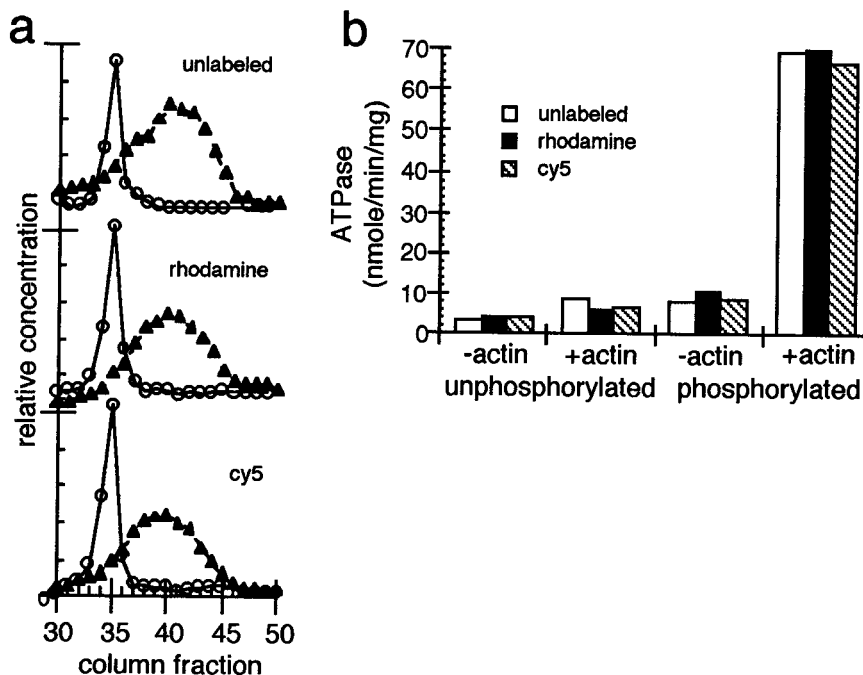 a
unlabeled
rhodamine
cy5
relative concentration
0
30 35 40 45 50
column fraction
b
70
60
50
40
30
20
10
0
ATPase
(nmole/min/mg)
unlabeled
rhodamine
cy5
-actin +actin -actin +actin
unphosphorylated phosphorylated